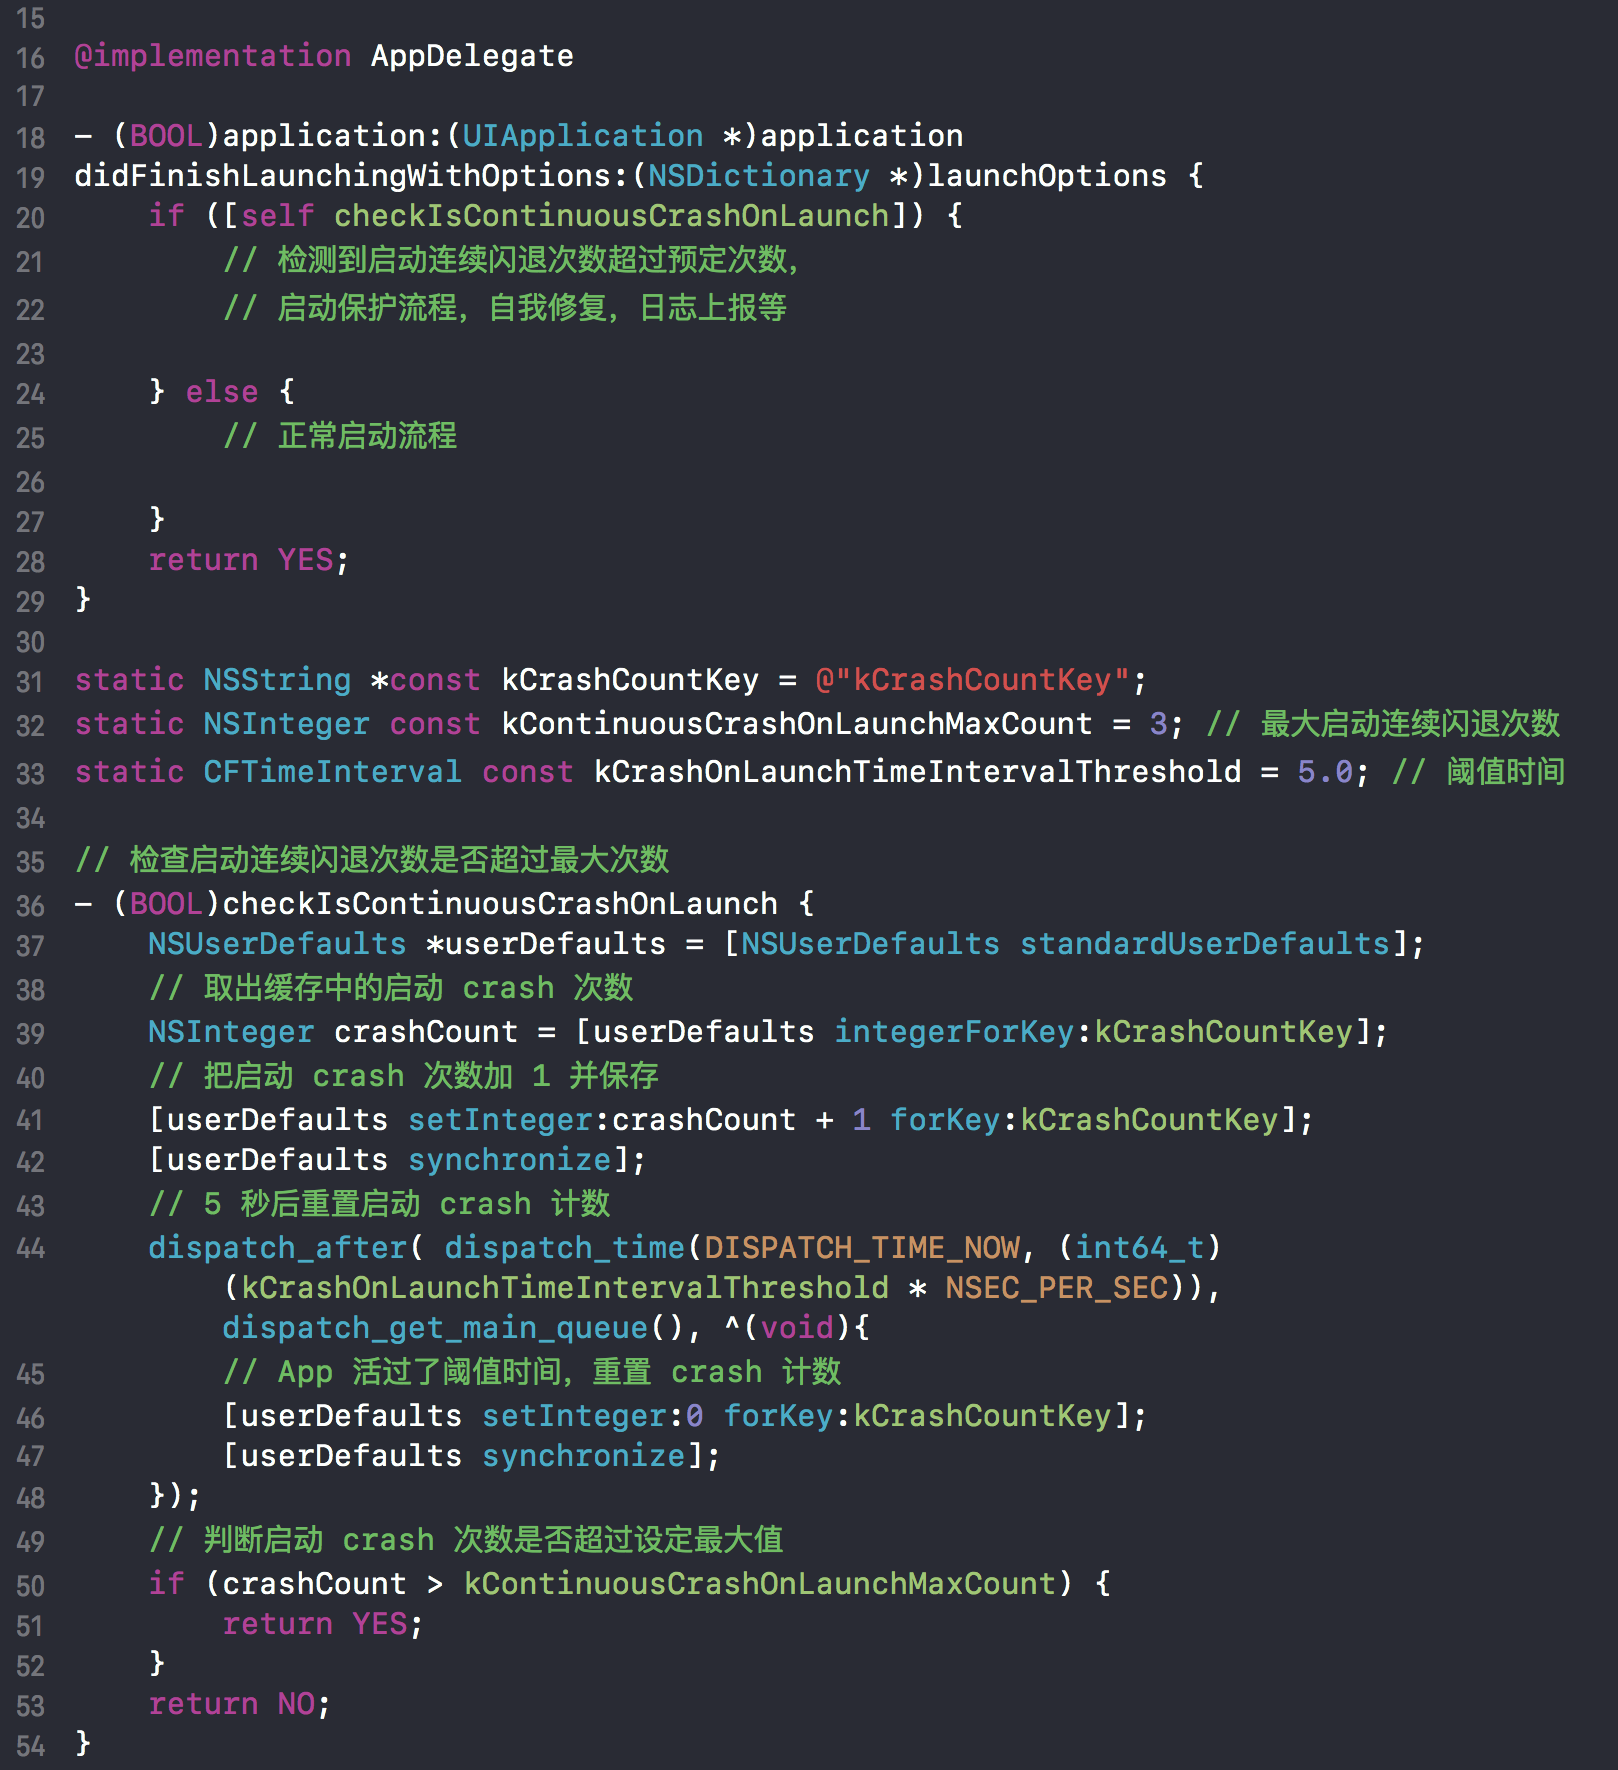 15
16 @implementation AppDelegate
17
18 - (BOOL)application:(UIApplication *)application
19 didFinishLaunchingWithOptions:(NSDictionary *)launchOptions {
20     if ([self checkIsContinuousCrashOnLaunch]) {
21         // 检测到启动连续闪退次数超过预定次数，
22         // 启动保护流程，自我修复，日志上报等
23
24     } else {
25         // 正常启动流程
26
27     }
28     return YES;
29 }
30
31 static NSString *const kCrashCountKey = @"kCrashCountKey";
32 static NSInteger const kContinuousCrashOnLaunchMaxCount = 3; // 最大启动连续闪退次数
33 static CFTimeInterval const kCrashOnLaunchTimeIntervalThreshold = 5.0; // 阈值时间
34
35 // 检查启动连续闪退次数是否超过最大次数
36 - (BOOL)checkIsContinuousCrashOnLaunch {
37     NSUserDefaults *userDefaults = [NSUserDefaults standardUserDefaults];
38     // 取出缓存中的启动 crash 次数
39     NSInteger crashCount = [userDefaults integerForKey:kCrashCountKey];
40     // 把启动 crash 次数加 1 并保存
41     [userDefaults setInteger:crashCount + 1 forKey:kCrashCountKey];
42     [userDefaults synchronize];
43     // 5 秒后重置启动 crash 计数
44     dispatch_after( dispatch_time(DISPATCH_TIME_NOW, (int64_t)
        (kCrashOnLaunchTimeIntervalThreshold * NSEC_PER_SEC)),
        dispatch_get_main_queue(), ^(void){
45         // App 活过了阈值时间，重置 crash 计数
46         [userDefaults setInteger:0 forKey:kCrashCountKey];
47         [userDefaults synchronize];
48     });
49     // 判断启动 crash 次数是否超过设定最大值
50     if (crashCount > kContinuousCrashOnLaunchMaxCount) {
51         return YES;
52     }
53     return NO;
54 }